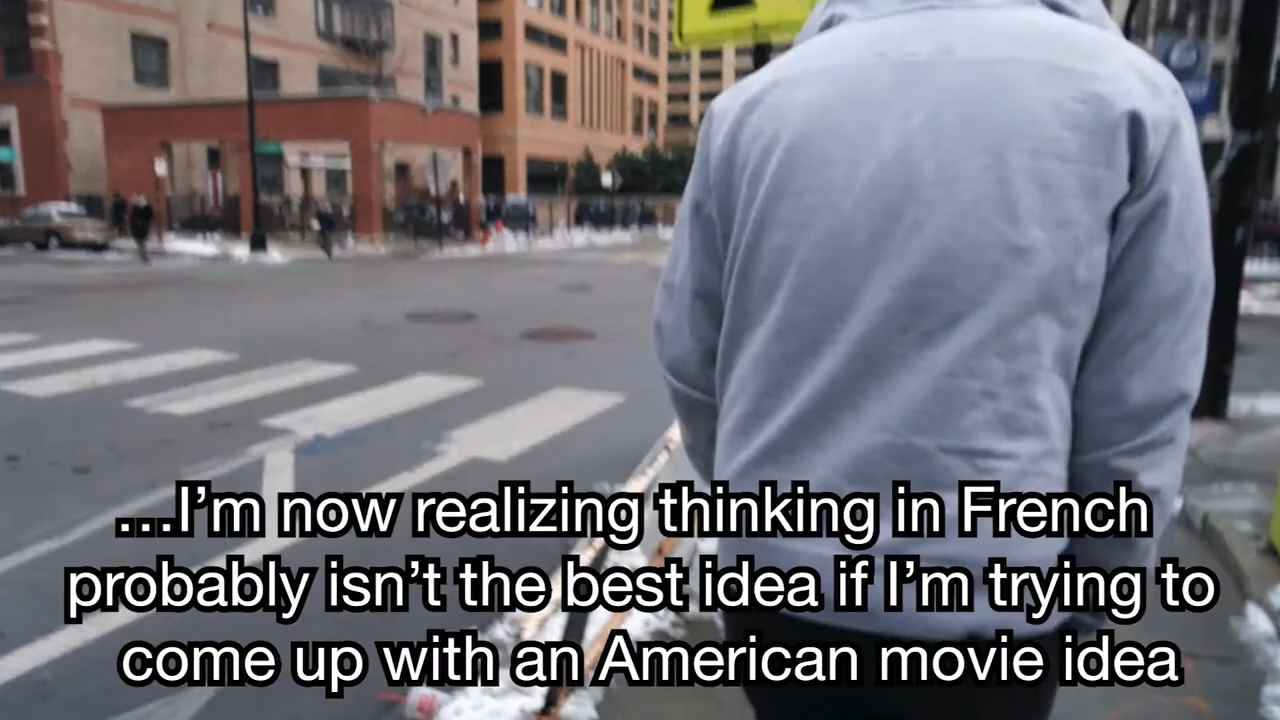 …I’m now realizing thinking in French
probably isn’t the best idea if I’m trying to
come up with an American movie idea